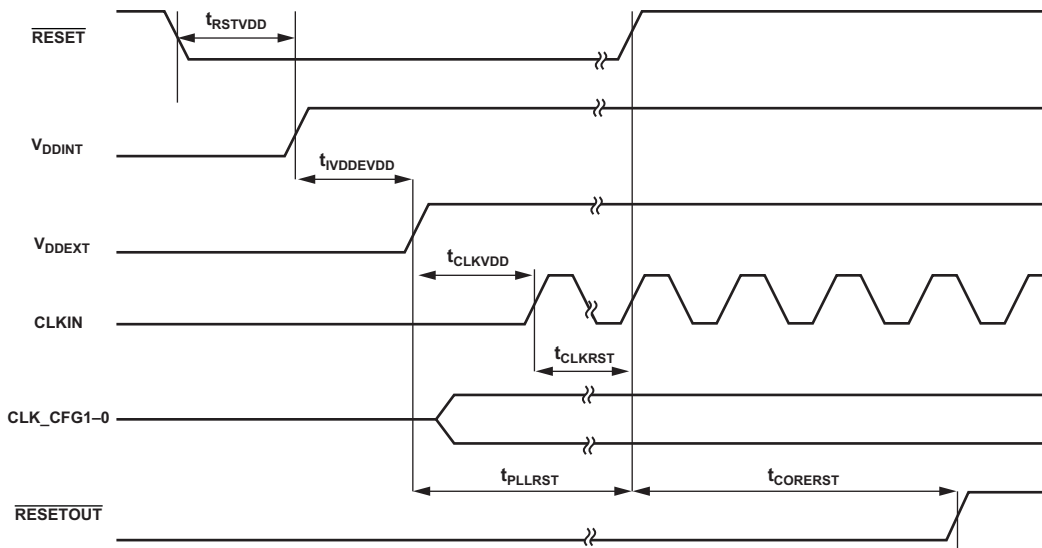 RESET
tRSTVDD
VDDINT
tIVDDEVDD
VDDEXT
tCLKVDD
CLKIN
tCLKRST
CLK_CFG1–0
tPLLRST
tCORERST
RESETOUT